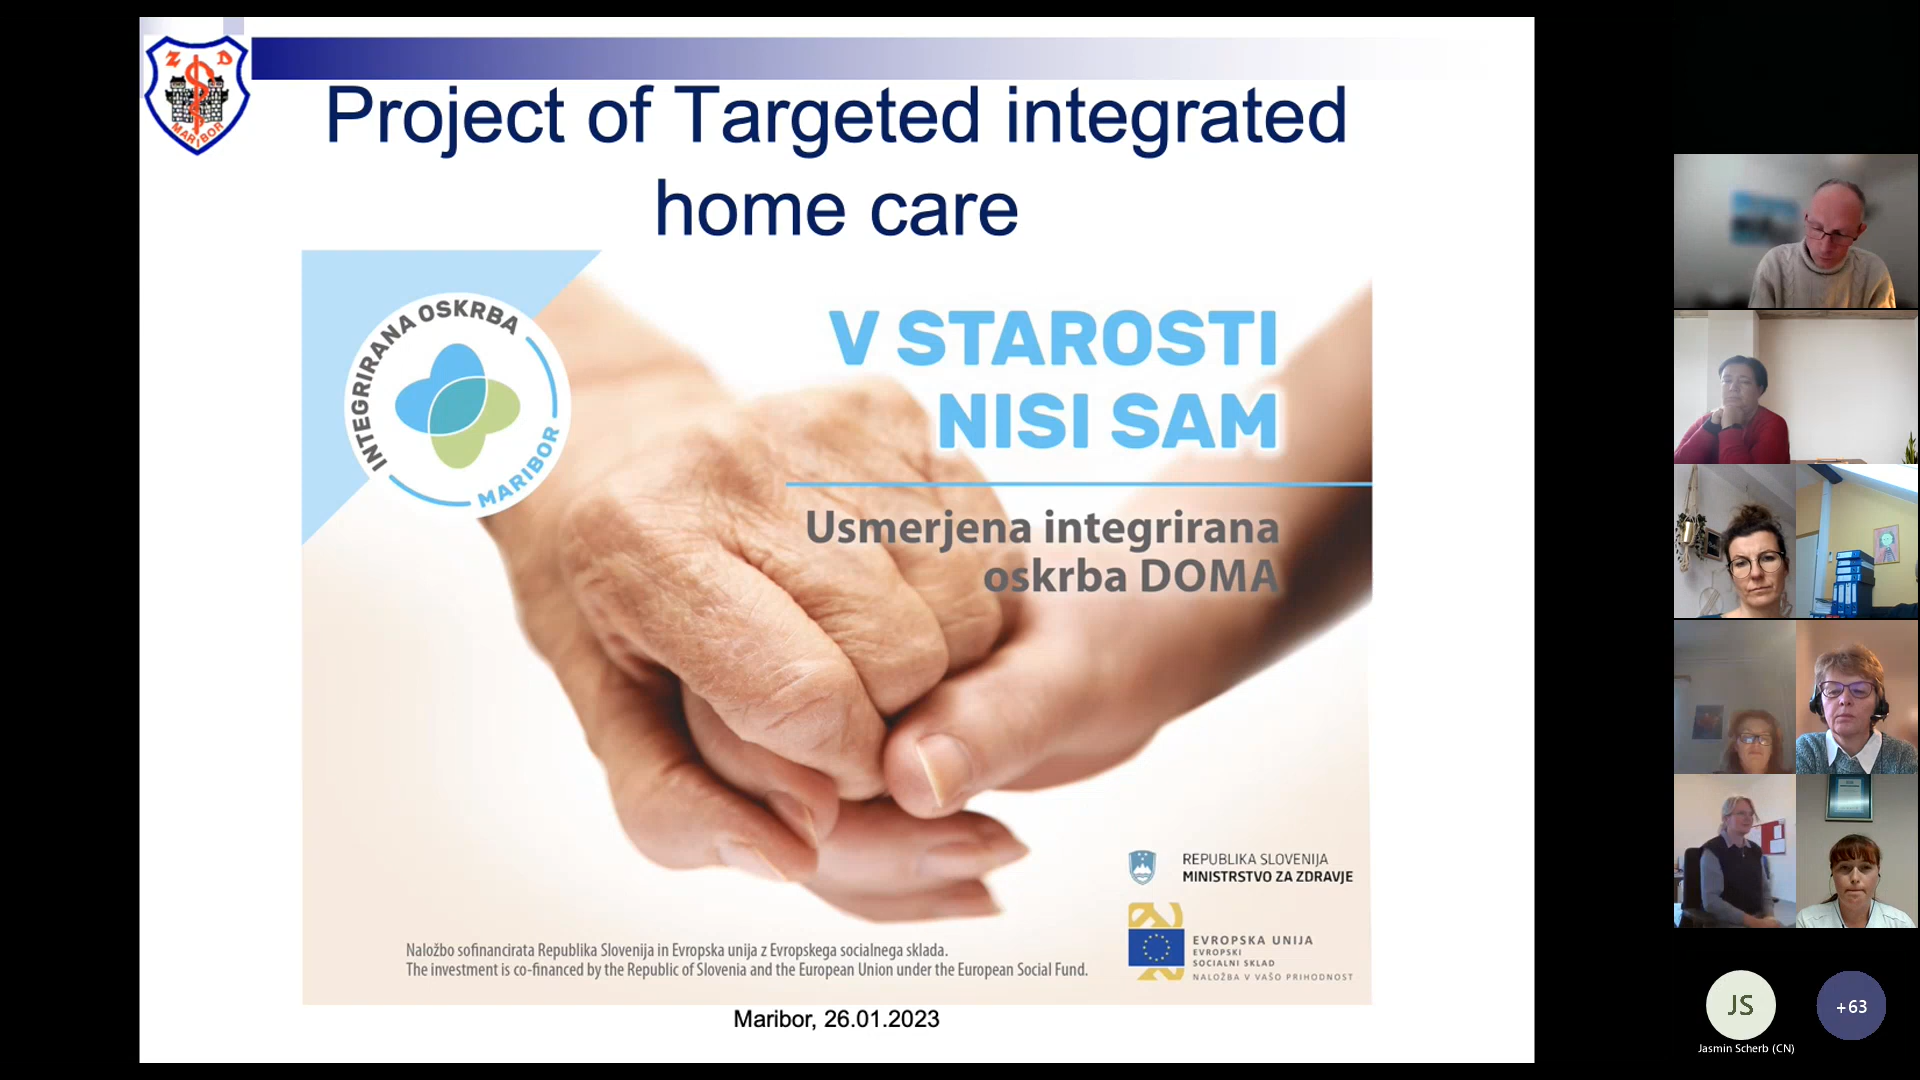 Z D
MARIBOR
Project of Targeted integrated
home care
INTEGRIRANA OSKRBA
MARIBOR
V STAROSTI
NISI SAM
Usmerjena integrirana
oskrba DOMA
REPUBLIKA SLOVENIJA
MINISTRSTVO ZA ZDRAVJE
EVROPSKA UNIJA
EVROPSKI
SOCIALNI SKLAD
NALOŽBA V VAŠO PRIHODNOST
Naložbo sofinancirata Republika Slovenija in Evropska unija z Evropskega socialnega sklada.
The investment is co-financed by the Republic of Slovenia and the European Union under the European Social Fund.
Maribor, 26.01.2023
JS
+63
Jasmin Scherb (CN)